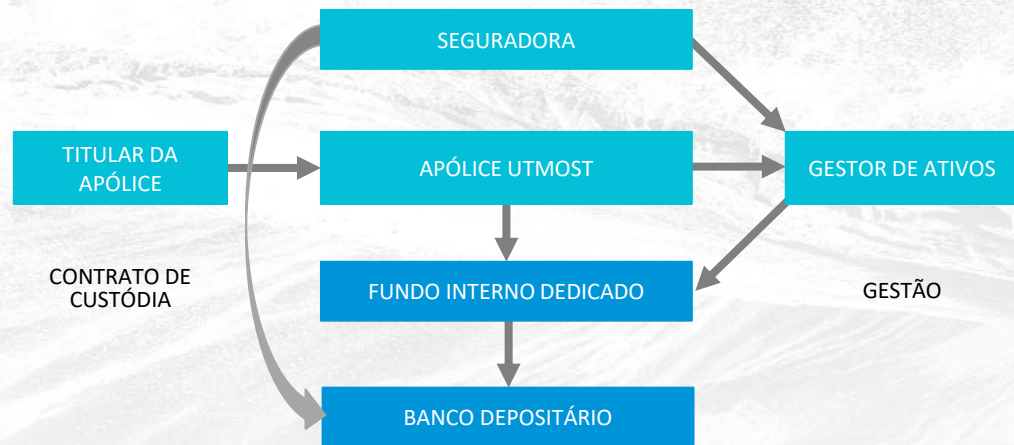 SEGURADORA
TITULAR DA
APÓLICE
APÓLICE UTMOST
GESTOR DE ATIVOS
CONTRATO DE
CUSTÓDIA
FUNDO INTERNO DEDICADO
GESTÃO
BANCO DEPOSITÁRIO